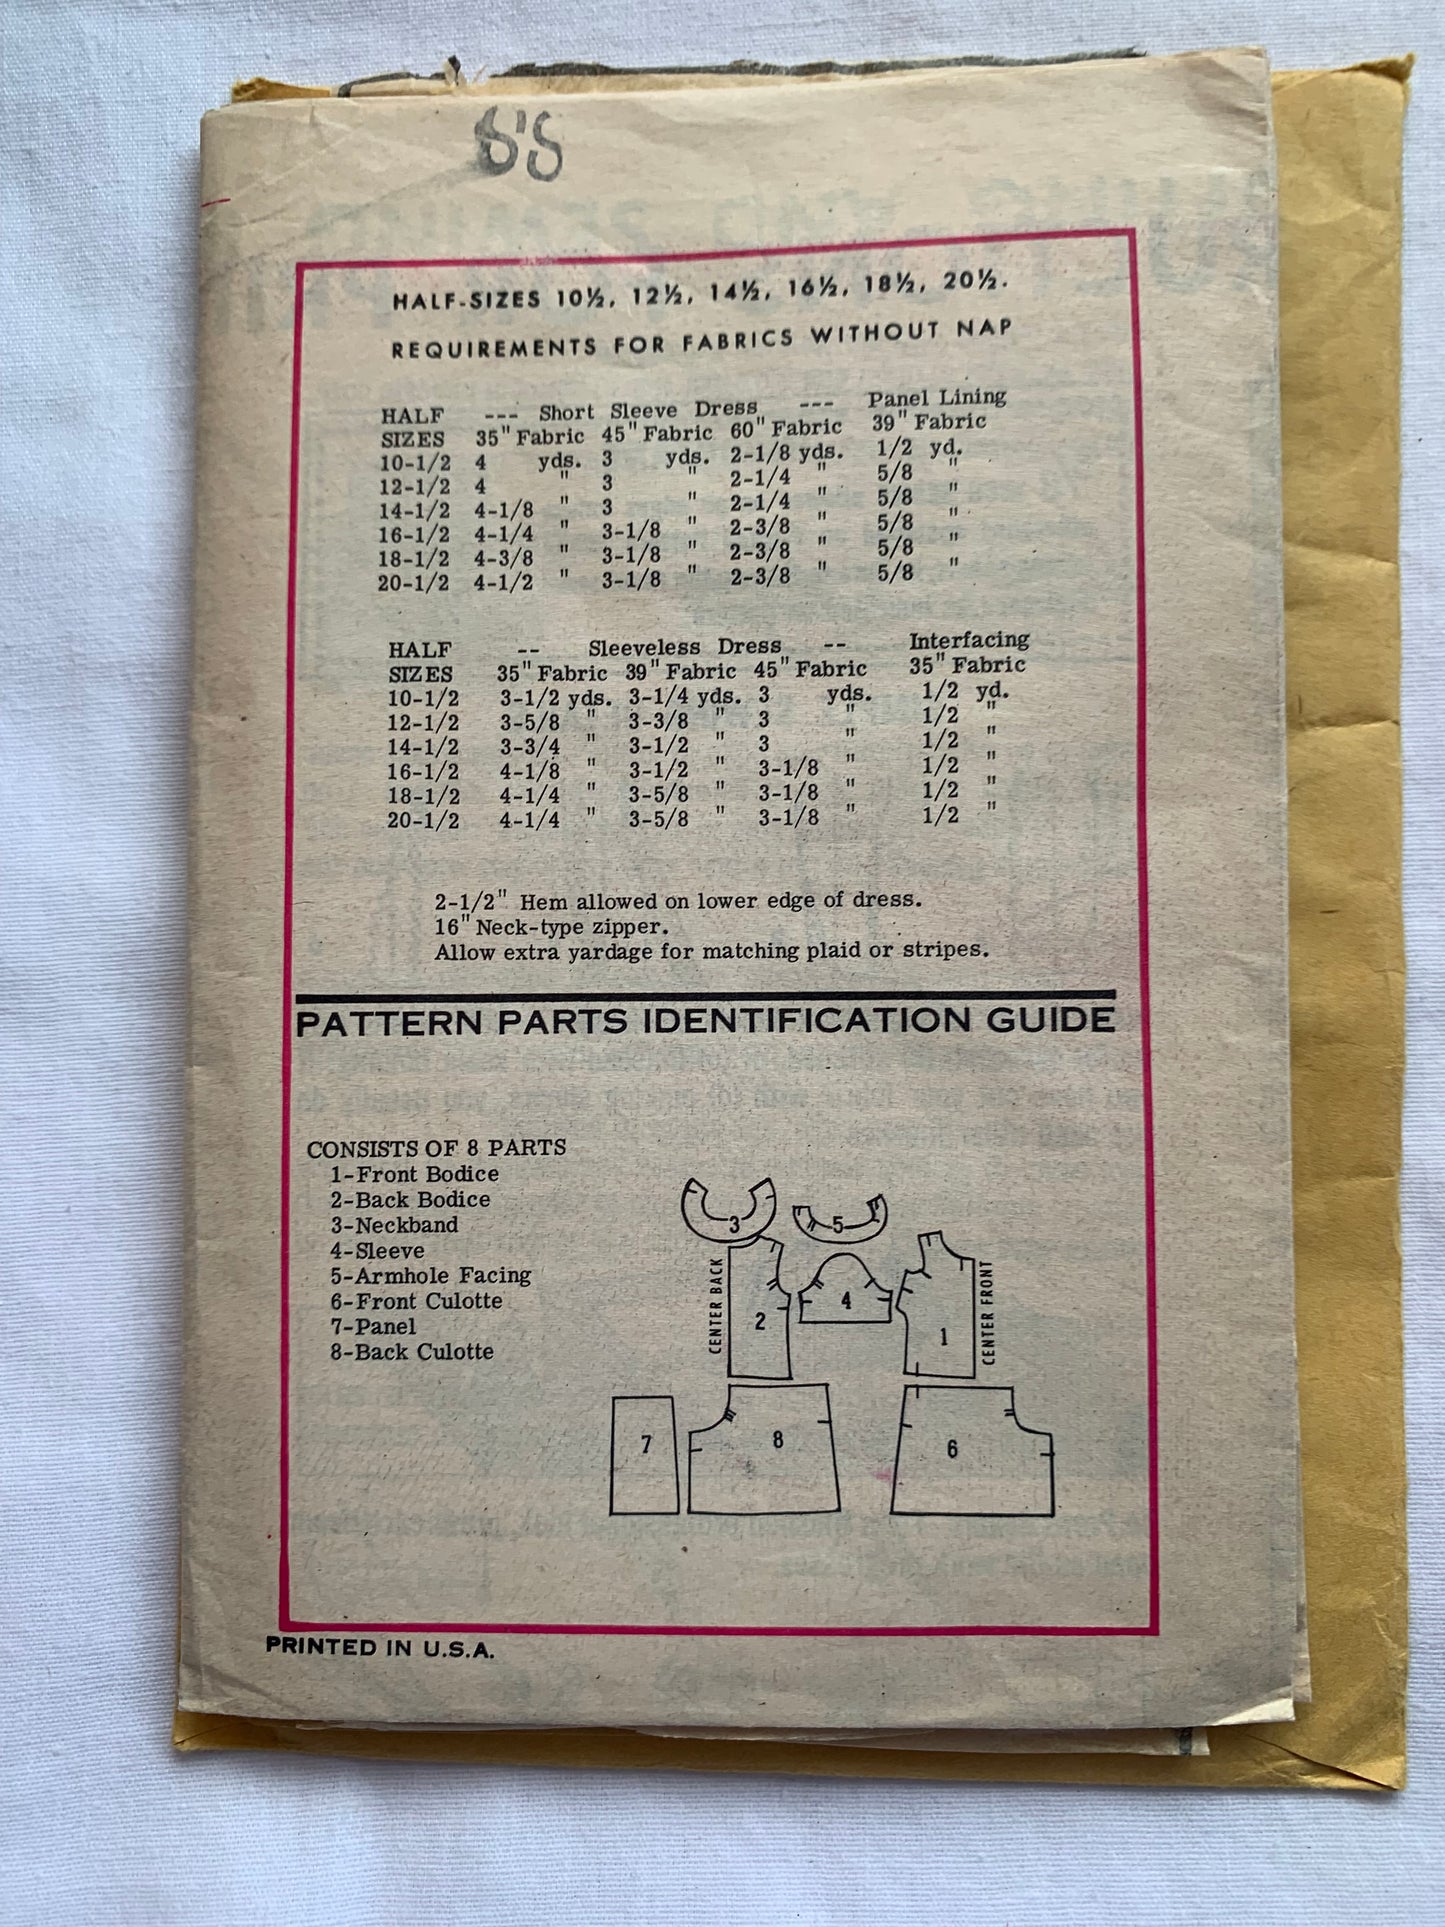 8'S
HALF-SIZES 10½, 12½, 14½, 16½, 18½, 20½.
REQUIREMENTS FOR FABRICS WITHOUT NAP
HALF --- Short Sleeve Dress --- Panel Lining
SIZES 35" Fabric 45" Fabric 60" Fabric 39" Fabric
10-1/2 4 yds. 3 yds. 2-1/8 yds. 1/2 yd.
12-1/2 4 " 3 " 2-1/4 " 5/8 "
14-1/2 4-1/8 " 3 " 2-1/4 " 5/8 "
16-1/2 4-1/4 " 3-1/8 " 2-3/8 " 5/8 "
18-1/2 4-3/8 " 3-1/8 " 2-3/8 " 5/8 "
20-1/2 4-1/2 " 3-1/8 " 2-3/8 " 5/8 "
HALF -- Sleeveless Dress -- Interfacing
SIZES 35" Fabric 39" Fabric 45" Fabric 35" Fabric
10-1/2 3-1/2 yds. 3-1/4 yds. 3 yds. 1/2 yd.
12-1/2 3-5/8 " 3-3/8 " 3 " 1/2 "
14-1/2 3-3/4 " 3-1/2 " 3 " 1/2 "
16-1/2 4-1/8 " 3-1/2 " 3-1/8 " 1/2 "
18-1/2 4-1/4 " 3-5/8 " 3-1/8 " 1/2 "
20-1/2 4-1/4 " 3-5/8 " 3-1/8 " 1/2 "
2-1/2" Hem allowed on lower edge of dress.
16" Neck-type zipper.
Allow extra yardage for matching plaid or stripes.
PATTERN PARTS IDENTIFICATION GUIDE
CONSISTS OF 8 PARTS
1-Front Bodice
2-Back Bodice
3-Neckband
4-Sleeve
5-Armhole Facing
6-Front Culotte
7-Panel
8-Back Culotte
3
5
CENTER BACK
2
4
1
CENTER FRONT
7
8
6
PRINTED IN U.S.A.